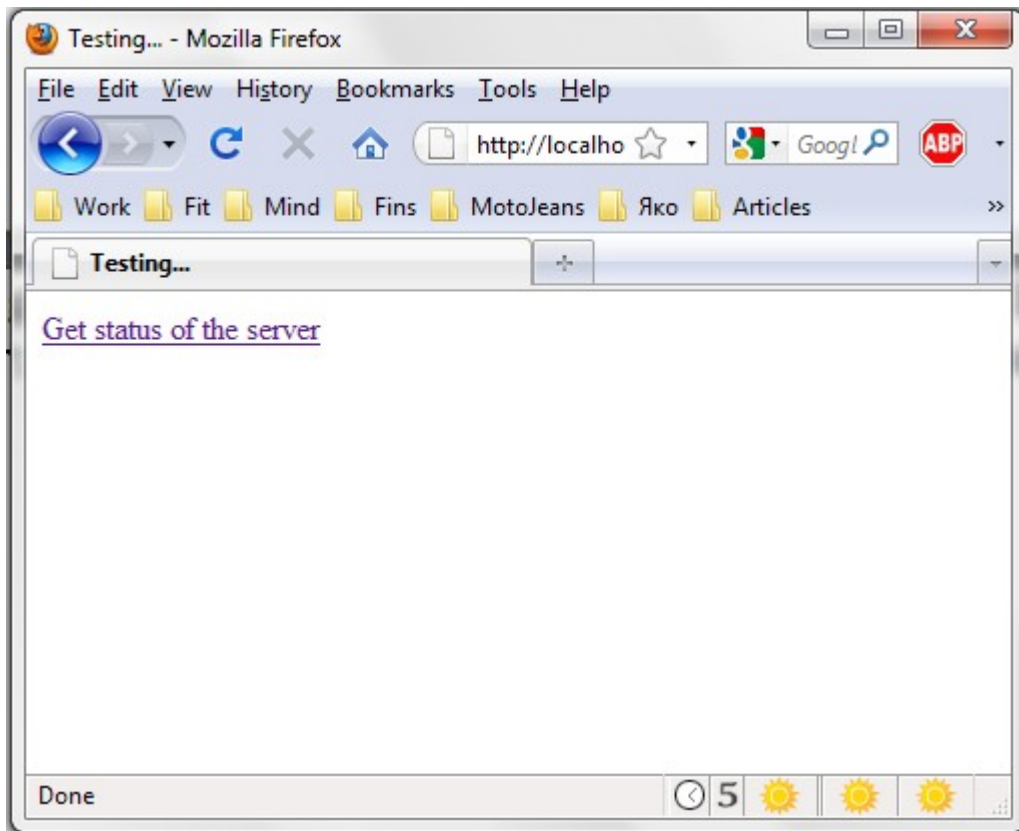 Testing... - Mozilla Firefox
File Edit View History Bookmarks Tools Help
http://localho Googl ABP
Work Fit Mind Fins MotoJeans Яко Articles
Testing...
Get status of the server
Done 5